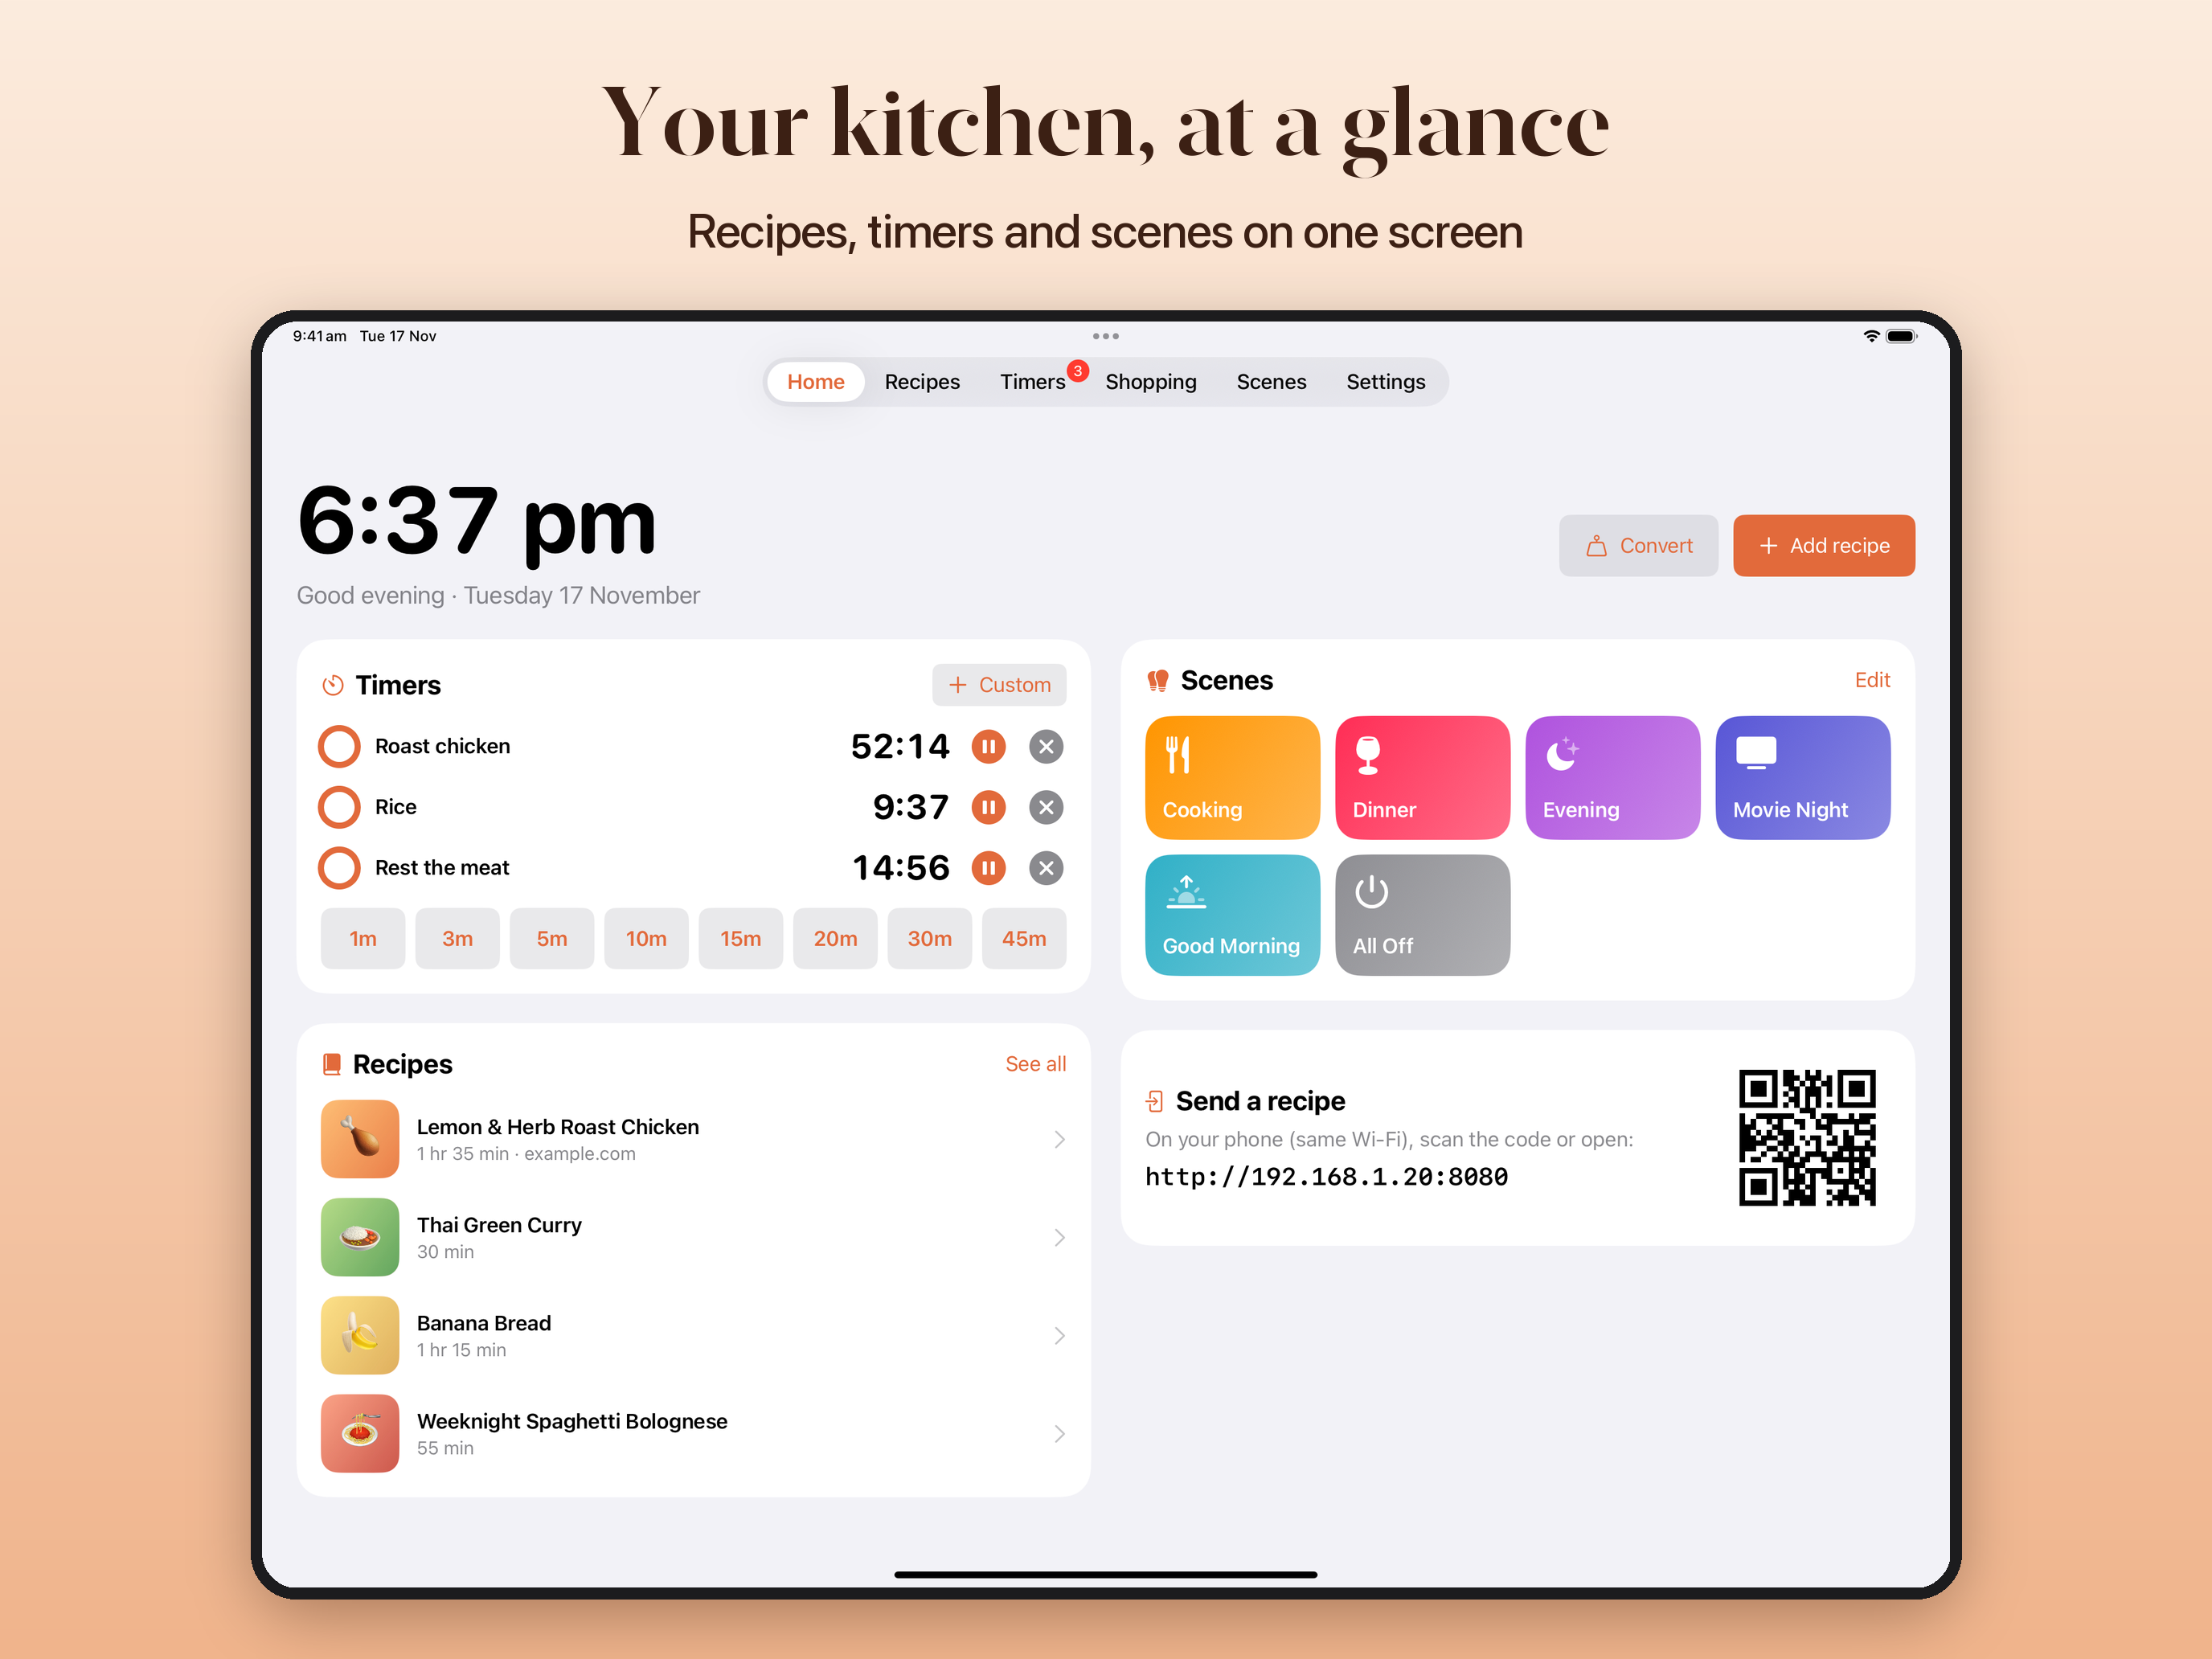 Your kitchen, at a glance
Recipes, timers and scenes on one screen
9:41 am Tue 17 Nov
Home Recipes Timers 3 Shopping Scenes Settings
6:37 pm
Good evening · Tuesday 17 November
Convert
Add recipe
Timers
Custom
Roast chicken 52:14
Rice 9:37
Rest the meat 14:56
1m 3m 5m 10m 15m 20m 30m 45m
Scenes
Edit
Cooking Dinner Evening Movie Night
Good Morning All Off
Recipes
See all
Lemon & Herb Roast Chicken
1 hr 35 min · example.com
Thai Green Curry
30 min
Banana Bread
1 hr 15 min
Weeknight Spaghetti Bolognese
55 min
Send a recipe
On your phone (same Wi-Fi), scan the code or open:
http://192.168.1.20:8080